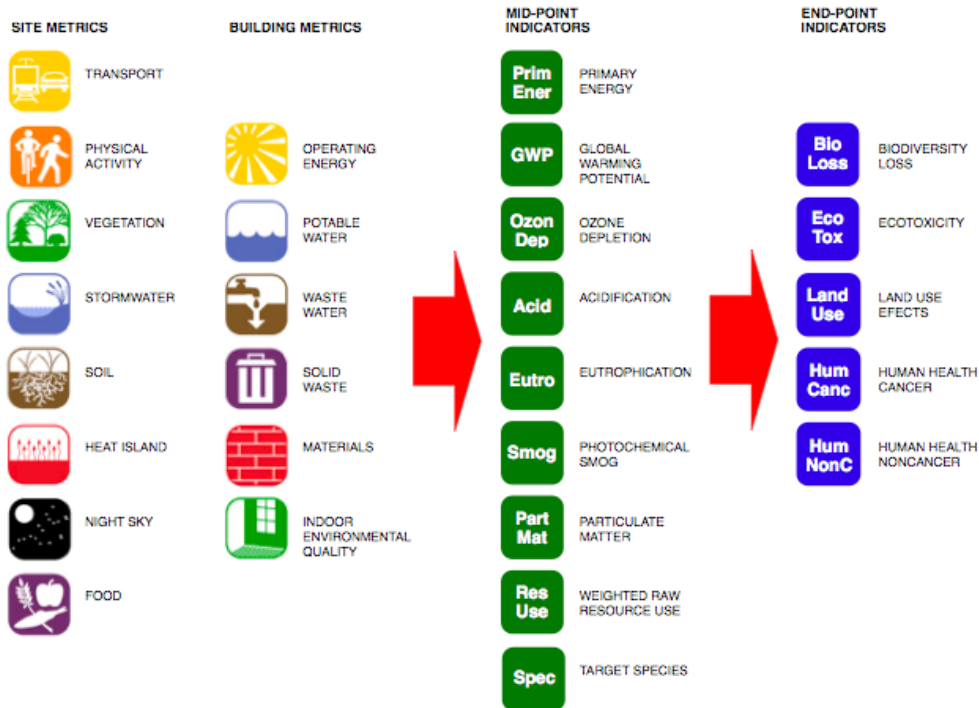 SITE METRICS
TRANSPORT
PHYSICAL
ACTIVITY
VEGETATION
STORMWATER
SOIL
HEAT ISLAND
NIGHT SKY
FOOD
BUILDING METRICS
OPERATING
ENERGY
POTABLE
WATER
WASTE
WATER
SOLID
WASTE
MATERIALS
INDOOR
ENVIRONMENTAL
QUALITY
MID-POINT
INDICATORS
Prim
Ener
PRIMARY
ENERGY
GWP
GLOBAL
WARMING
POTENTIAL
Ozon
Dep
OZONE
DEPLETION
Acid
ACIDIFICATION
Eutro
EUTROPHICATION
Smog
PHOTOCHEMICAL
SMOG
Part
Mat
PARTICULATE
MATTER
Res
Use
WEIGHTED RAW
RESOURCE USE
Spec
TARGET SPECIES
END-POINT
INDICATORS
Bio
Loss
BIODIVERSITY
LOSS
Eco
Tox
ECOTOXICITY
Land
Use
LAND USE
EFECTS
Hum
Canc
HUMAN HEALTH
CANCER
Hum
NonC
HUMAN HEALTH
NONCANCER